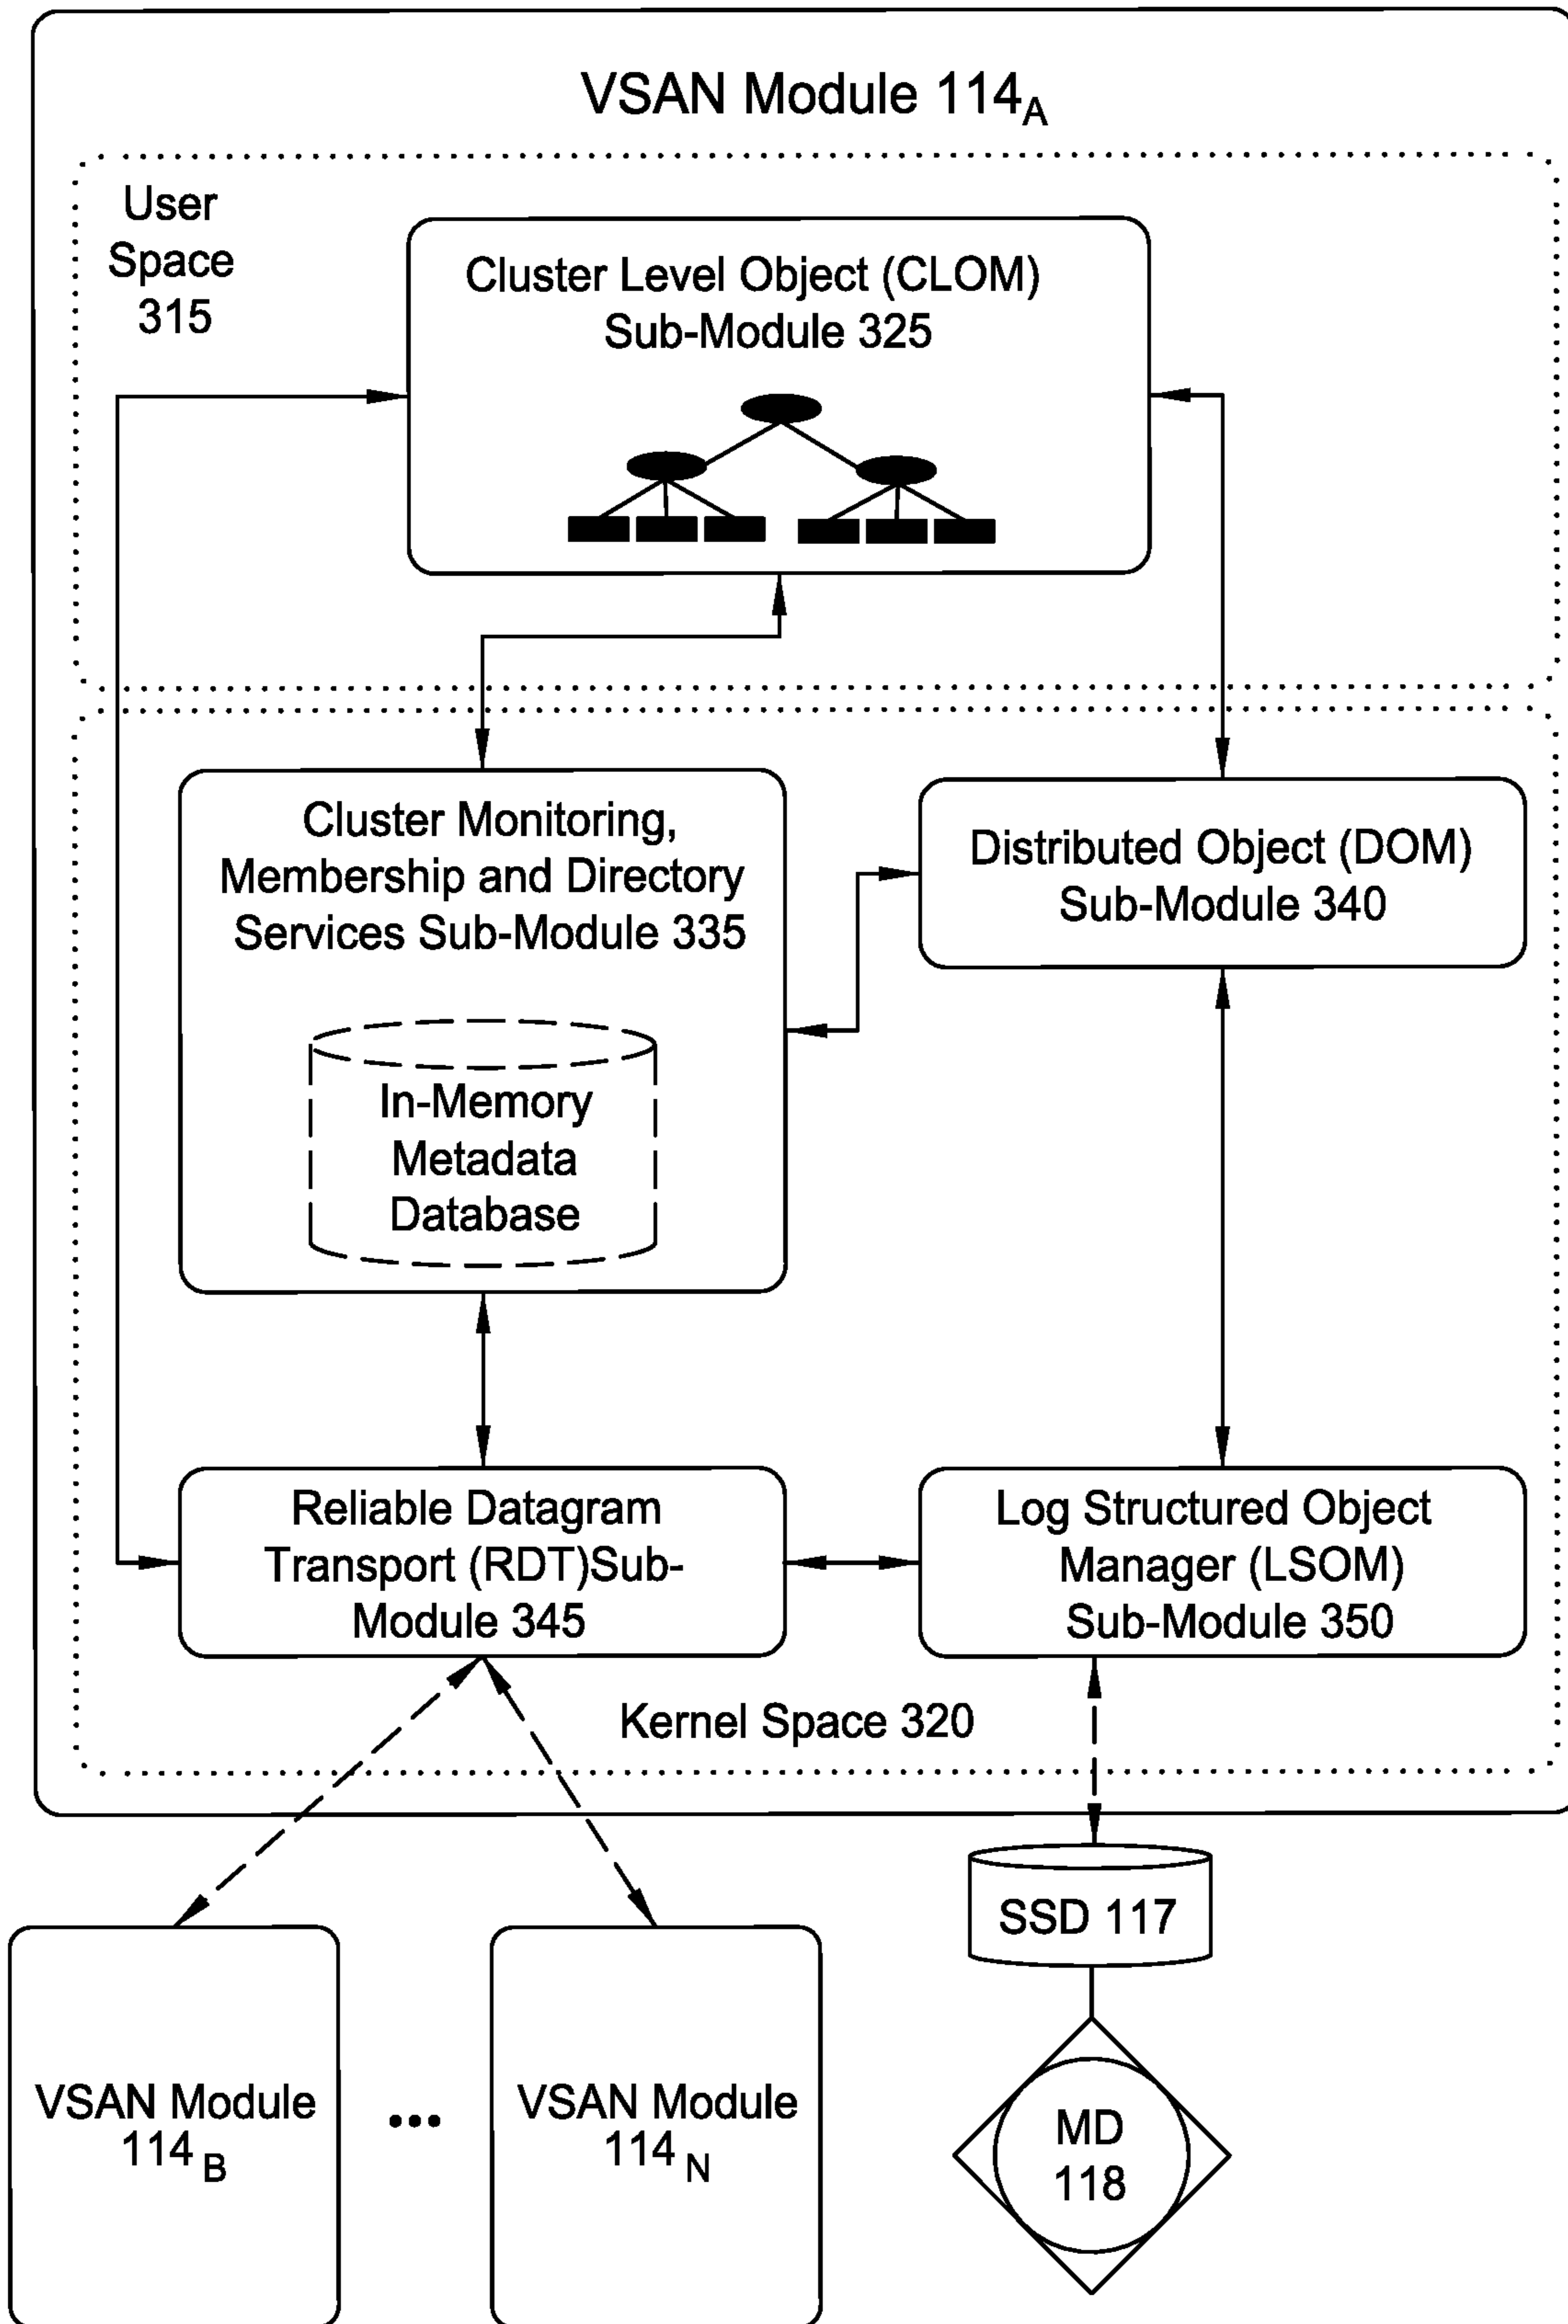 VSAN Module 114A
User
Space
315
Cluster Level Object (CLOM)
Sub-Module 325
Cluster Monitoring,
Membership and Directory
Services Sub-Module 335
In-Memory
Metadata
Database
Distributed Object (DOM)
Sub-Module 340
Reliable Datagram
Transport (RDT)Sub-
Module 345
Log Structured Object
Manager (LSOM)
Sub-Module 350
Kernel Space 320
VSAN Module
114 B
...
VSAN Module
114 N
SSD 117
MD
118